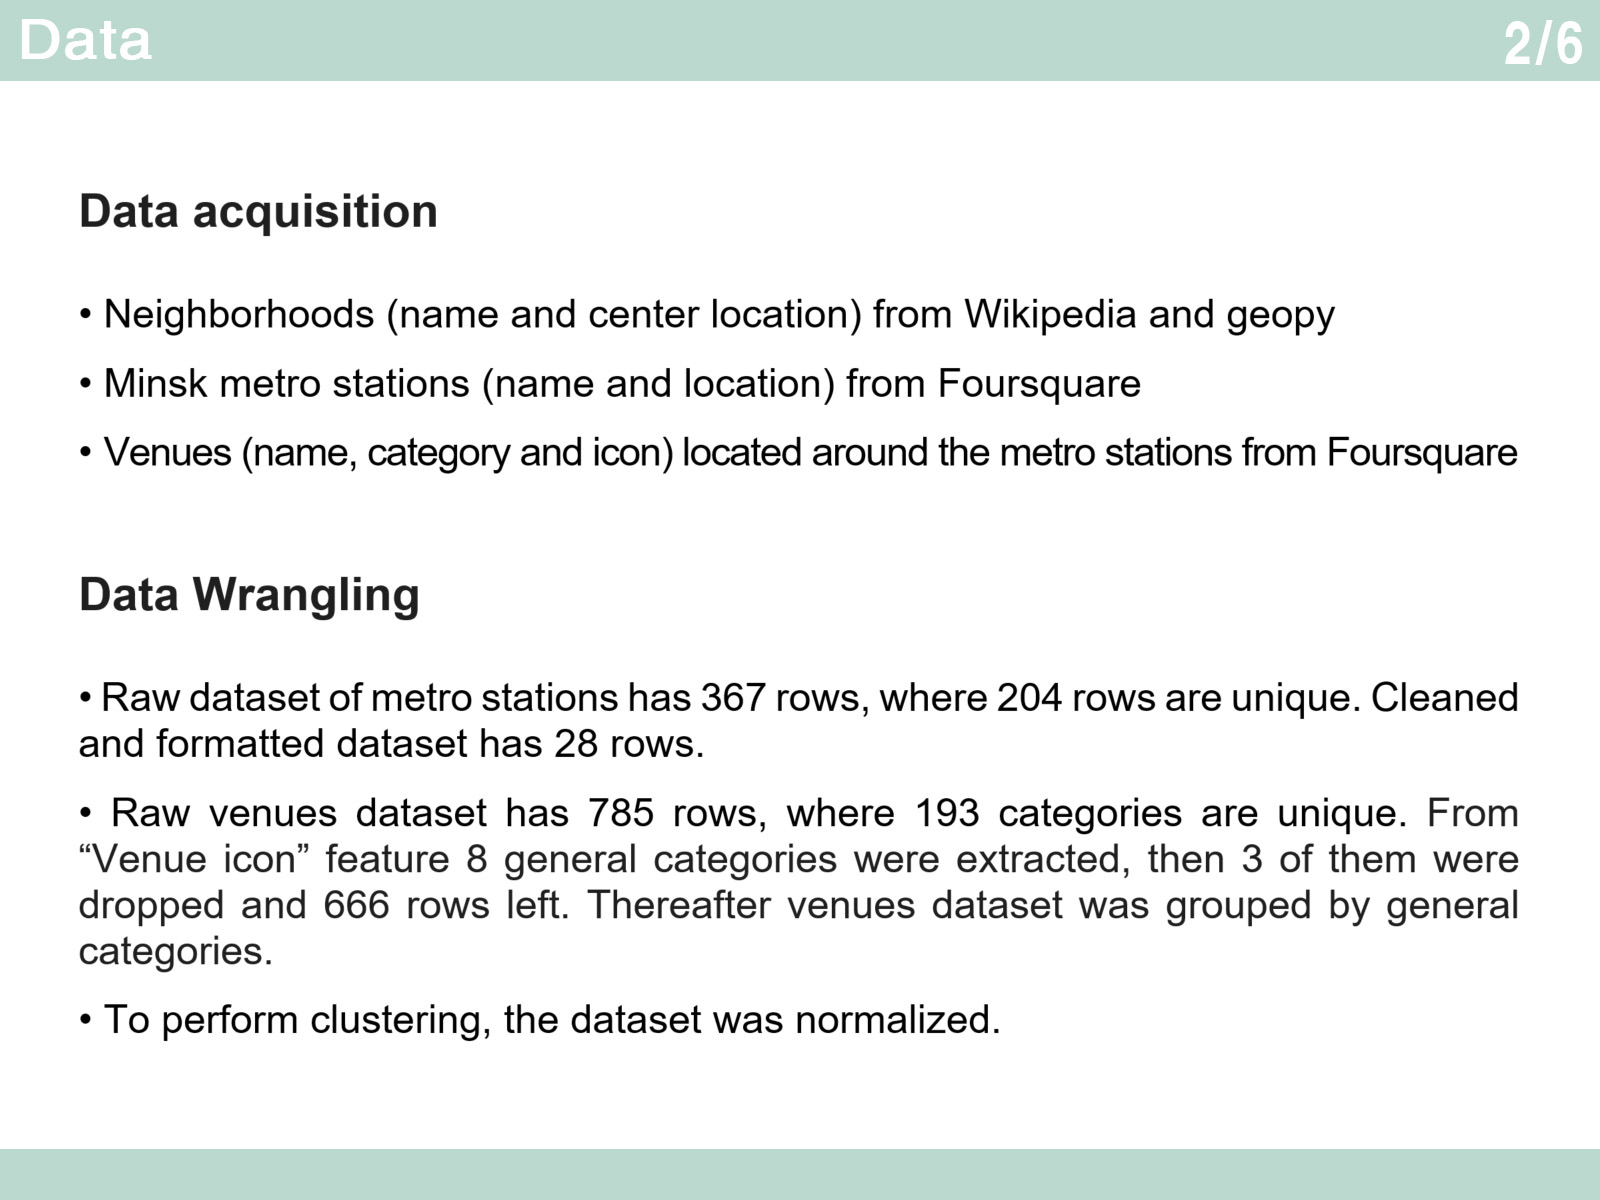 Data
2/6
Data acquisition
• Neighborhoods (name and center location) from Wikipedia and geopy
• Minsk metro stations (name and location) from Foursquare
• Venues (name, category and icon) located around the metro stations from Foursquare
Data Wrangling
• Raw dataset of metro stations has 367 rows, where 204 rows are unique. Cleaned
and formatted dataset has 28 rows.
• Raw venues dataset has 785 rows, where 193 categories are unique. From
“Venue icon” feature 8 general categories were extracted, then 3 of them were
dropped and 666 rows left. Thereafter venues dataset was grouped by general
categories.
• To perform clustering, the dataset was normalized.